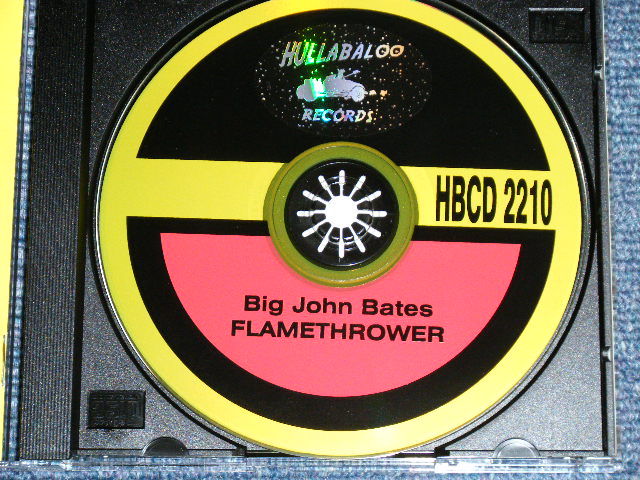 HULLABALOO
RECORDS
HBCD 2210
Big John Bates
FLAMETHROWER